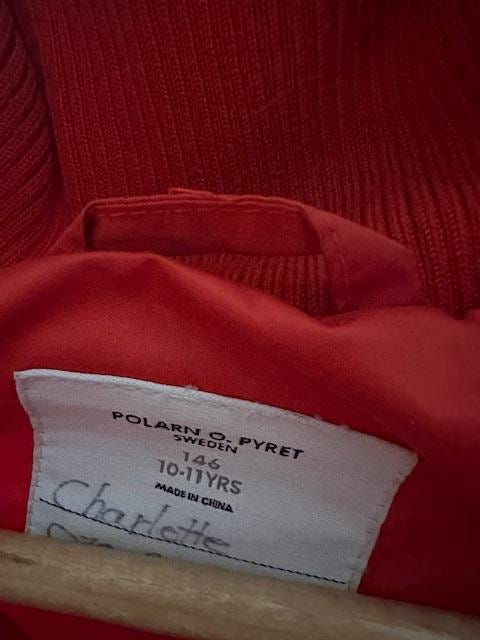 POLARN O. PYRET
SWEDEN
146
10-11YRS
MADE IN CHINA
Charlotte